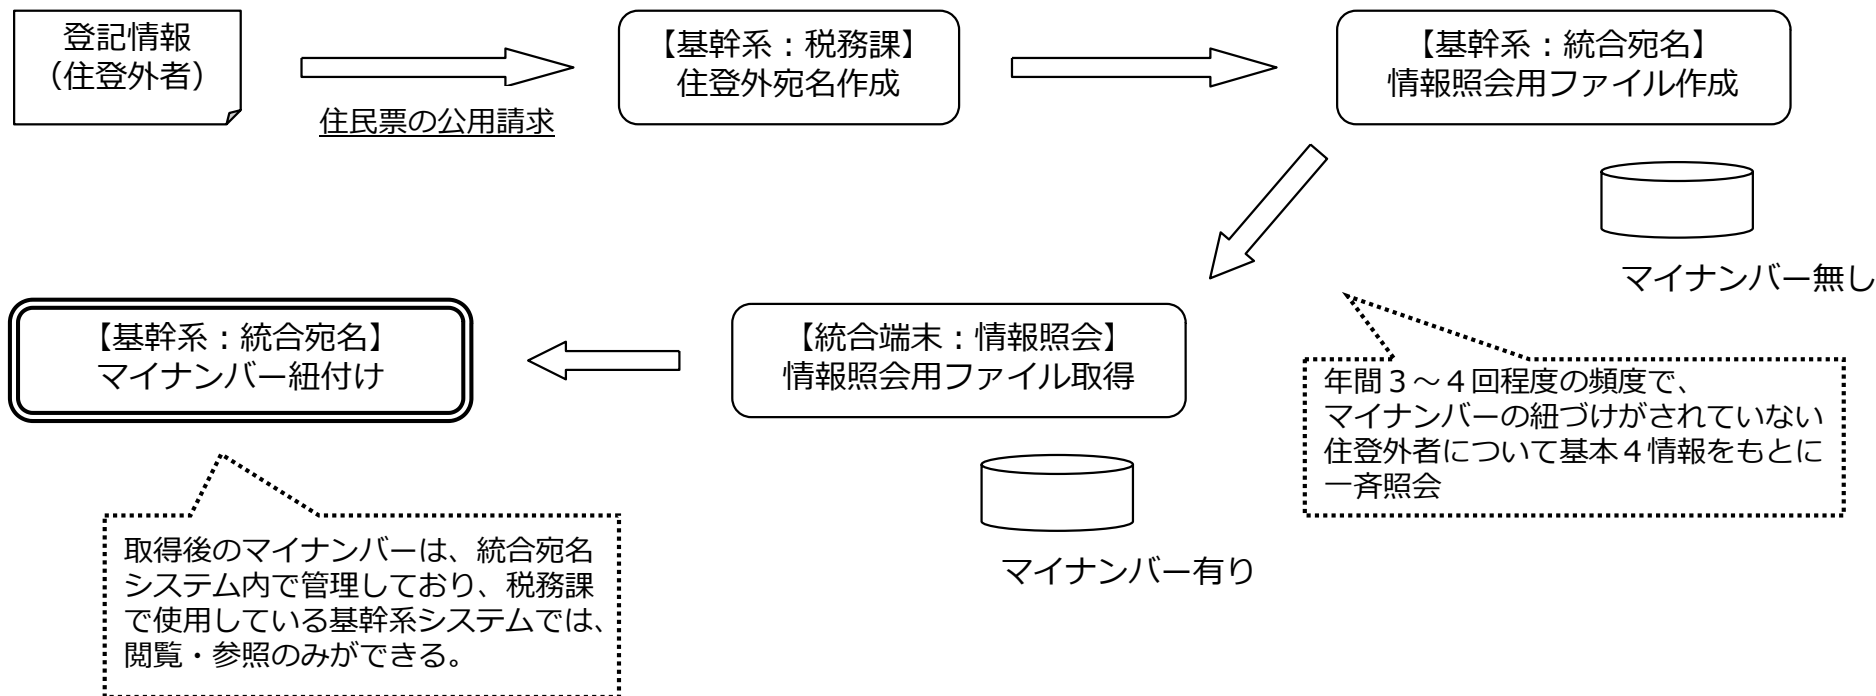 登記情報
（住登外者）
住民票の公用請求
【基幹系：税務課】
住登外宛名作成
【基幹系：統合宛名】
情報照会用ファイル作成
マイナンバー無し
年間３～４回程度の頻度で、
マイナンバーの紐づけがされていない
住登外者について基本４情報をもとに
一斉照会
【統合端末：情報照会】
情報照会用ファイル取得
マイナンバー有り
【基幹系：統合宛名】
マイナンバー紐付け
取得後のマイナンバーは、統合宛名
システム内で管理しており、税務課
で使用している基幹系システムでは、
閲覧・参照のみができる。